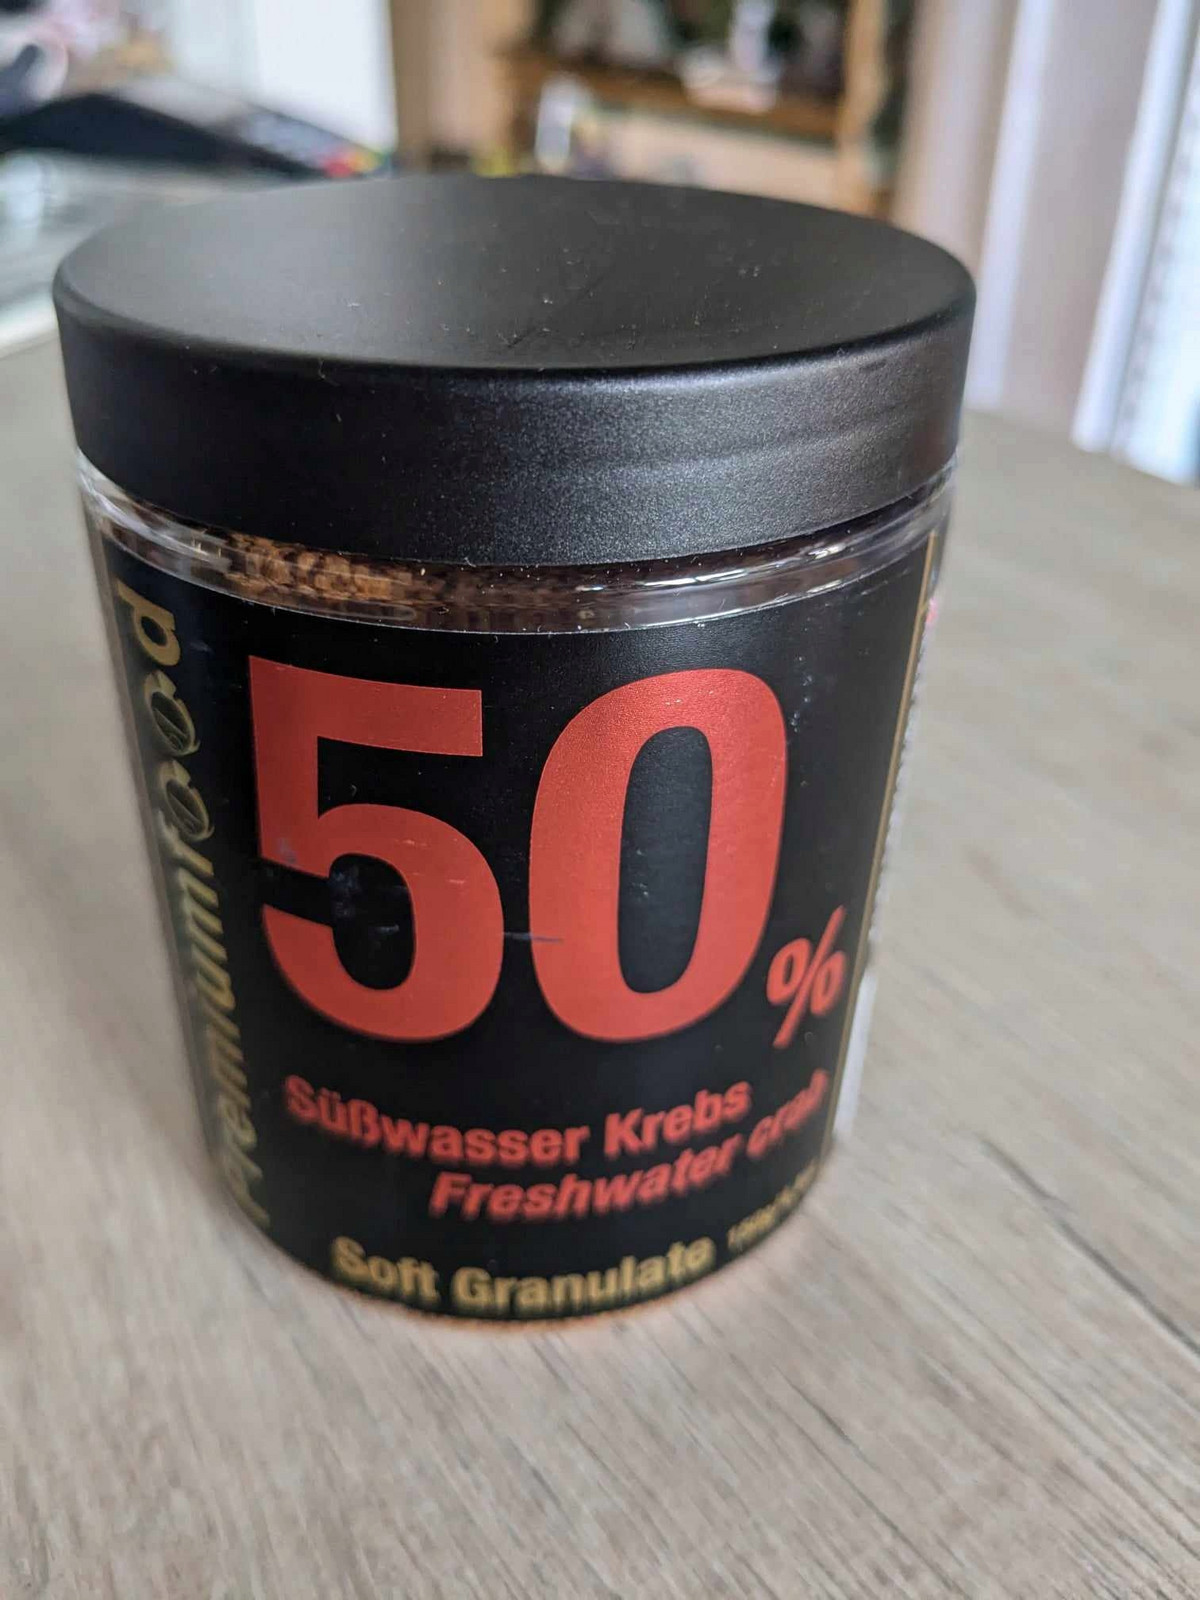 Premiumfood
50%
Süßwasser Krebs
Freshwater crab
Soft Granulate